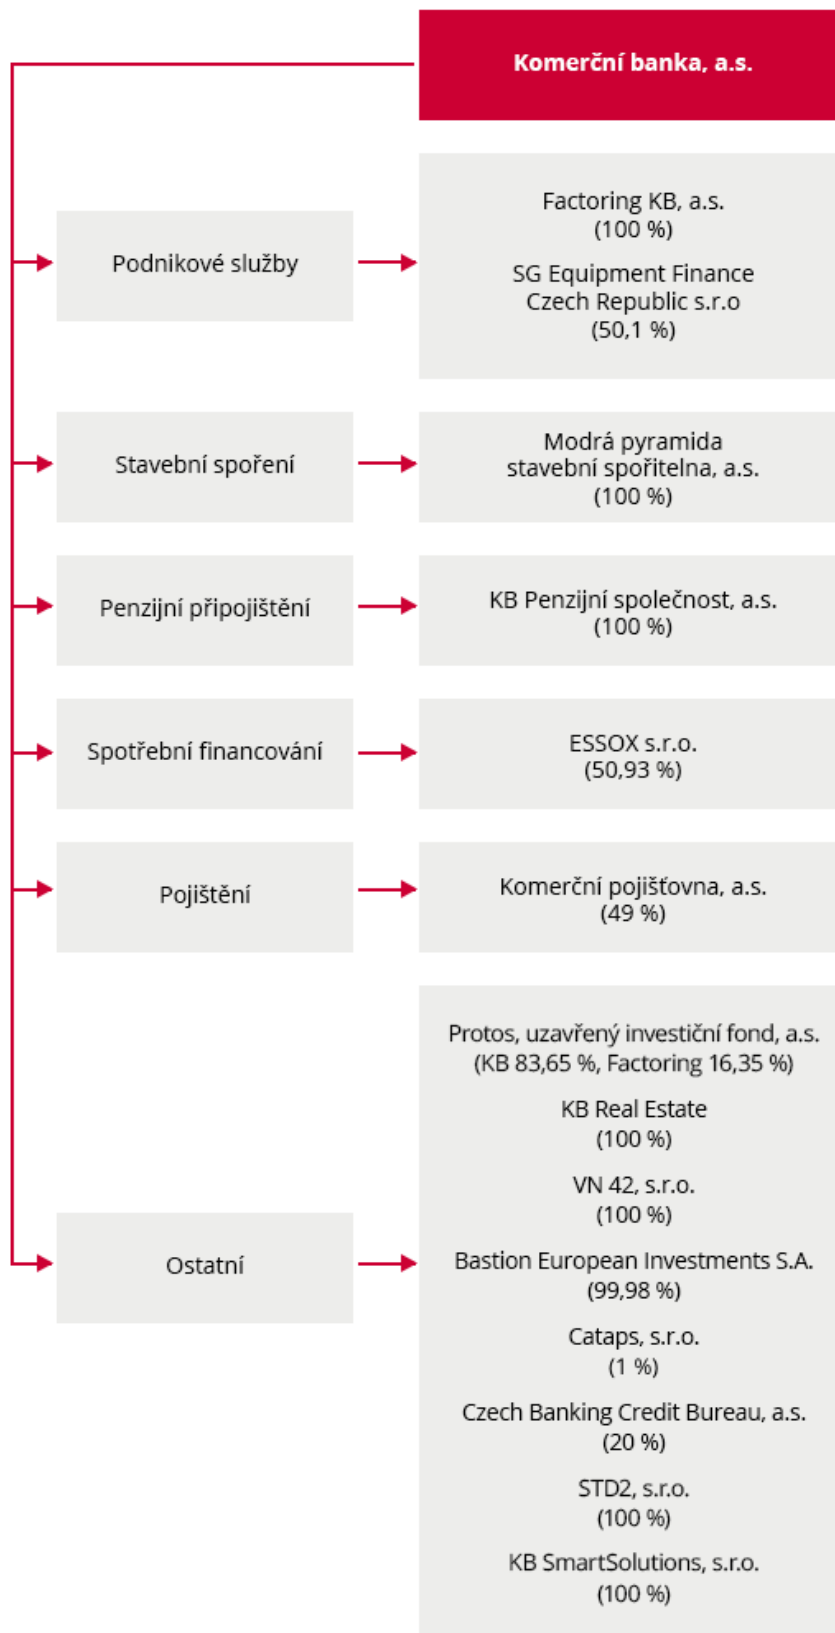 Komerční banka, a.s.
Podnikové služby
Factoring KB, a.s.
(100 %)
SG Equipment Finance
Czech Republic s.r.o
(50,1 %)
Stavební spoření
Modrá pyramida
stavební spořitelna, a.s.
(100 %)
Penzijní připojištění
KB Penzijní společnost, a.s.
(100 %)
Spotřební financování
ESSOX s.r.o.
(50,93 %)
Pojištění
Komerční pojišťovna, a.s.
(49 %)
Ostatní
Protos, uzavřený investiční fond, a.s.
(KB 83,65 %, Factoring 16,35 %)
KB Real Estate
(100 %)
VN 42, s.r.o.
(100 %)
Bastion European Investments S.A.
(99,98 %)
Cataps, s.r.o.
(1 %)
Czech Banking Credit Bureau, a.s.
(20 %)
STD2, s.r.o.
(100 %)
KB SmartSolutions, s.r.o.
(100 %)